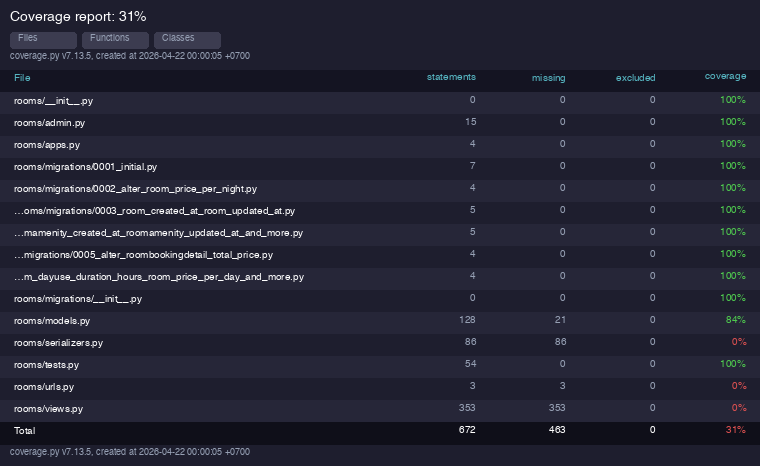 Coverage report: 31%
Files Functions Classes
coverage.py v7.13.5, created at 2026-04-22 00:00:05 +0700
File statements missing excluded coverage
rooms/__init__.py 0 0 0 100%
rooms/admin.py 15 0 0 100%
rooms/apps.py 4 0 0 100%
rooms/migrations/0001_initial.py 7 0 0 100%
rooms/migrations/0002_alter_room_price_per_night.py 4 0 0 100%
…oms/migrations/0003_room_created_at_room_updated_at.py 5 0 0 100%
…mamenity_created_at_roomamenity_updated_at_and_more.py 5 0 0 100%
…migrations/0005_alter_roombookingdetail_total_price.py 4 0 0 100%
…m_dayuse_duration_hours_room_price_per_day_and_more.py 4 0 0 100%
rooms/migrations/__init__.py 0 0 0 100%
rooms/models.py 128 21 0 84%
rooms/serializers.py 86 86 0 0%
rooms/tests.py 54 0 0 100%
rooms/urls.py 3 3 0 0%
rooms/views.py 353 353 0 0%
Total 672 463 0 31%
coverage.py v7.13.5, created at 2026-04-22 00:00:05 +0700